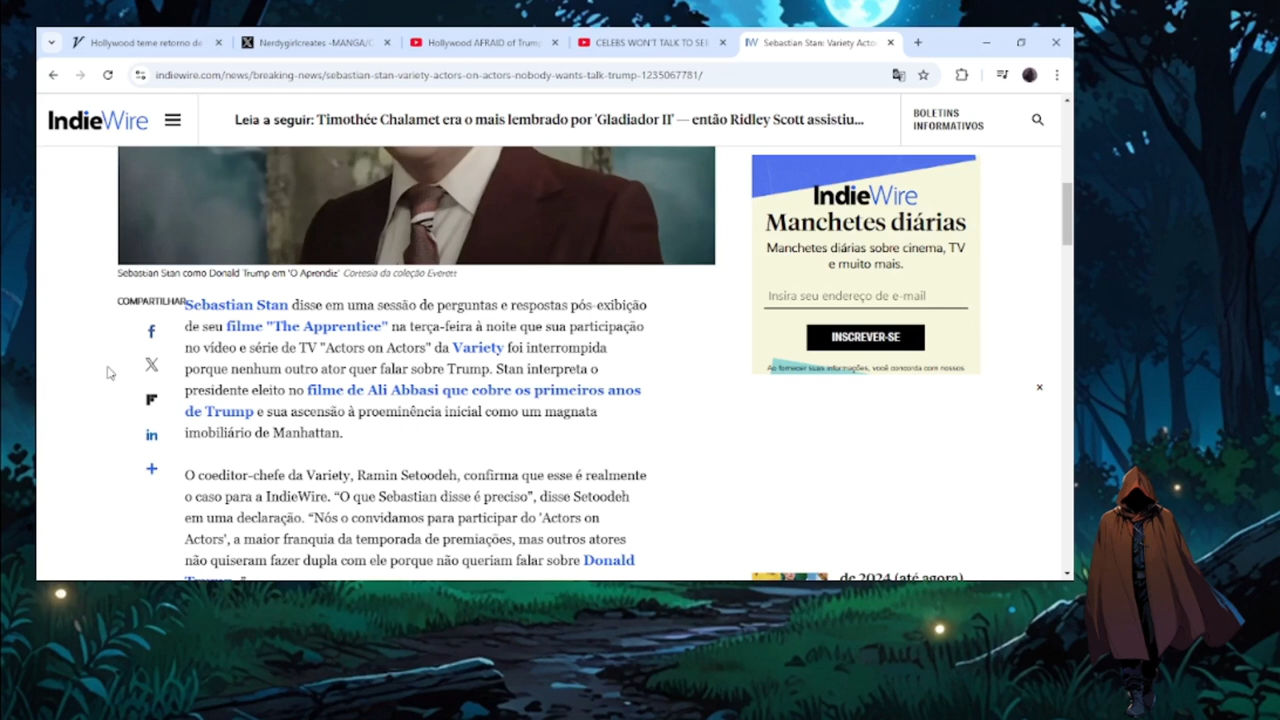 Hollywood teme retorno de
Nerdygirlcreates -MANGA/C
Hollywood AFRAID of Trump
CELEBS WON'T TALK TO SEB
Sebastian Stan: Variety Acto
indiewire.com/news/breaking-news/sebastian-stan-variety-actors-on-actors-nobody-wants-talk-trump-1235067781/
IndieWire
Leia a seguir: Timothée Chalamet era o mais lembrado por 'Gladiador II' — então Ridley Scott assistiu...
BOLETINS
INFORMATIVOS
Sebastian Stan como Donald Trump em 'O Aprendiz' Cortesia da coleção Everett
COMPARTILHAR
Sebastian Stan disse em uma sessão de perguntas e respostas pós-exibição
de seu filme "The Apprentice" na terça-feira à noite que sua participação
no vídeo e série de TV "Actors on Actors" da Variety foi interrompida
porque nenhum outro ator quer falar sobre Trump. Stan interpreta o
presidente eleito no filme de Ali Abbasi que cobre os primeiros anos
de Trump e sua ascensão à proeminência inicial como um magnata
imobiliário de Manhattan.
O coeditor-chefe da Variety, Ramin Setoodeh, confirma que esse é realmente
o caso para a IndieWire. “O que Sebastian disse é preciso”, disse Setoodeh
em uma declaração. “Nós o convidamos para participar do 'Actors on
Actors', a maior franquia da temporada de premiações, mas outros atores
não quiseram fazer dupla com ele porque não queriam falar sobre Donald
IndieWire
Manchetes diárias
Manchetes diárias sobre cinema, TV
e muito mais.
Insira seu endereço de e-mail
INSCREVER-SE
Ao fornecer suas informações, você concorda com nossos
de 2024 (até agora)